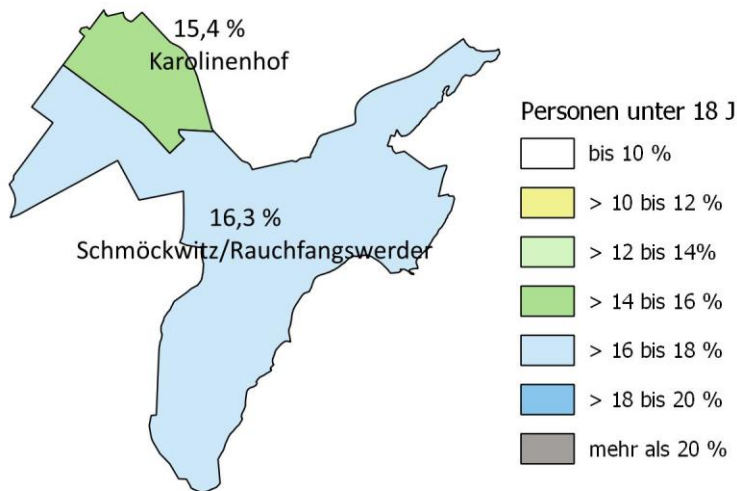 15,4 %
Karolinenhof
16,3 %
Schmöckwitz/Rauchfangswerder
Personen unter 18 J
bis 10 %
> 10 bis 12 %
> 12 bis 14%
> 14 bis 16 %
> 16 bis 18 %
> 18 bis 20 %
mehr als 20 %